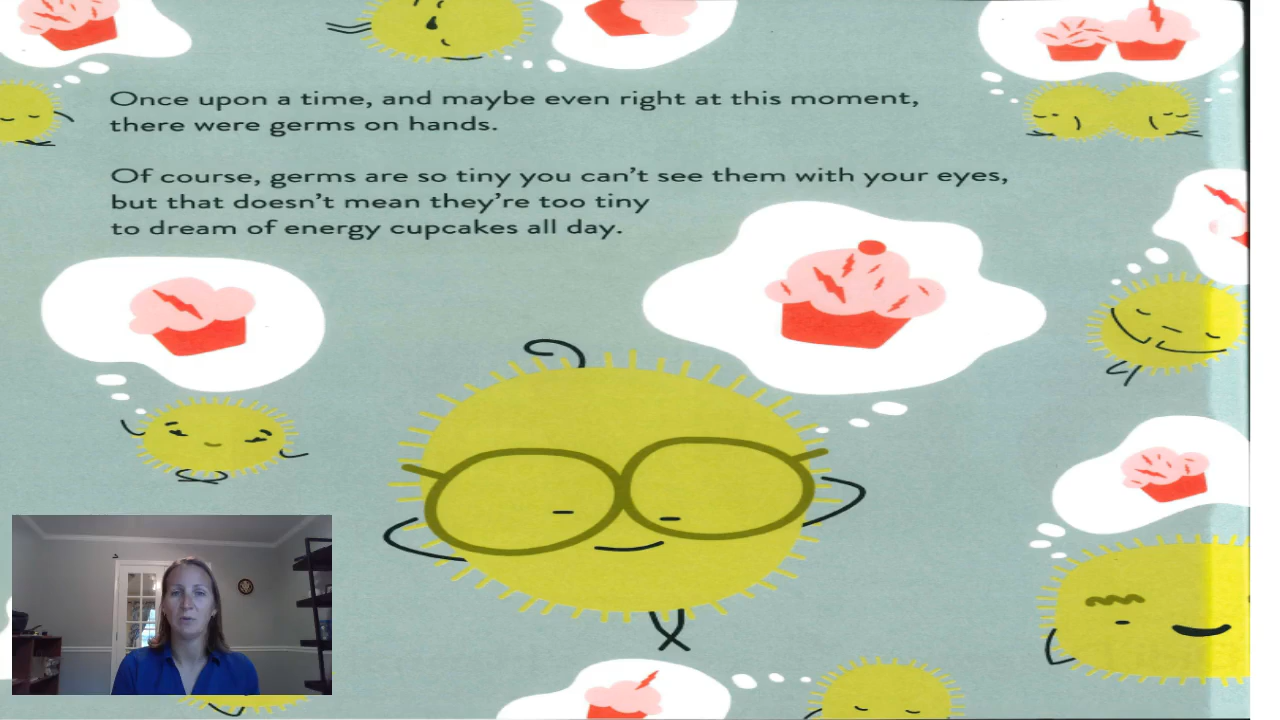 Once upon a time, and maybe even right at this moment,
there were germs on hands.
Of course, germs are so tiny you can't see them with your eyes,
but that doesn't mean they're too tiny
to dream of energy cupcakes all day.